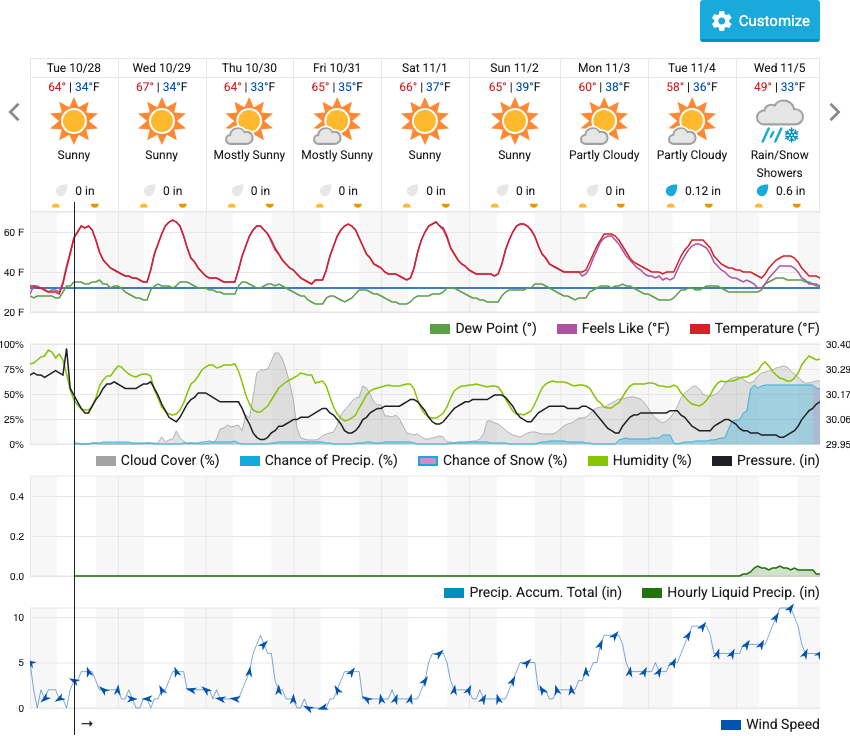 Customize
Tue 10/28 Wed 10/29 Thu 10/30 Fri 10/31 Sat 11/1 Sun 11/2 Mon 11/3 Tue 11/4 Wed 11/5
64° | 34°F 67° | 34°F 64° | 33°F 65° | 35°F 66° | 37°F 65° | 39°F 60° | 38°F 58° | 36°F 49° | 33°F
Sunny Sunny Mostly Sunny Mostly Sunny Sunny Sunny Partly Cloudy Partly Cloudy Rain/Snow
Showers
0 in 0 in 0 in 0 in 0 in 0 in 0 in 0.12 in 0.6 in
60 F
40 F
20 F
Dew Point (°) Feels Like (°F) Temperature (°F)
100% 30.40
75% 30.29
50% 30.17
25% 30.06
0% 29.95
Cloud Cover (%) Chance of Precip. (%) Chance of Snow (%) Humidity (%) Pressure. (in)
0.4
0.2
0.0
Precip. Accum. Total (in) Hourly Liquid Precip. (in)
10
5
0
→
Wind Speed